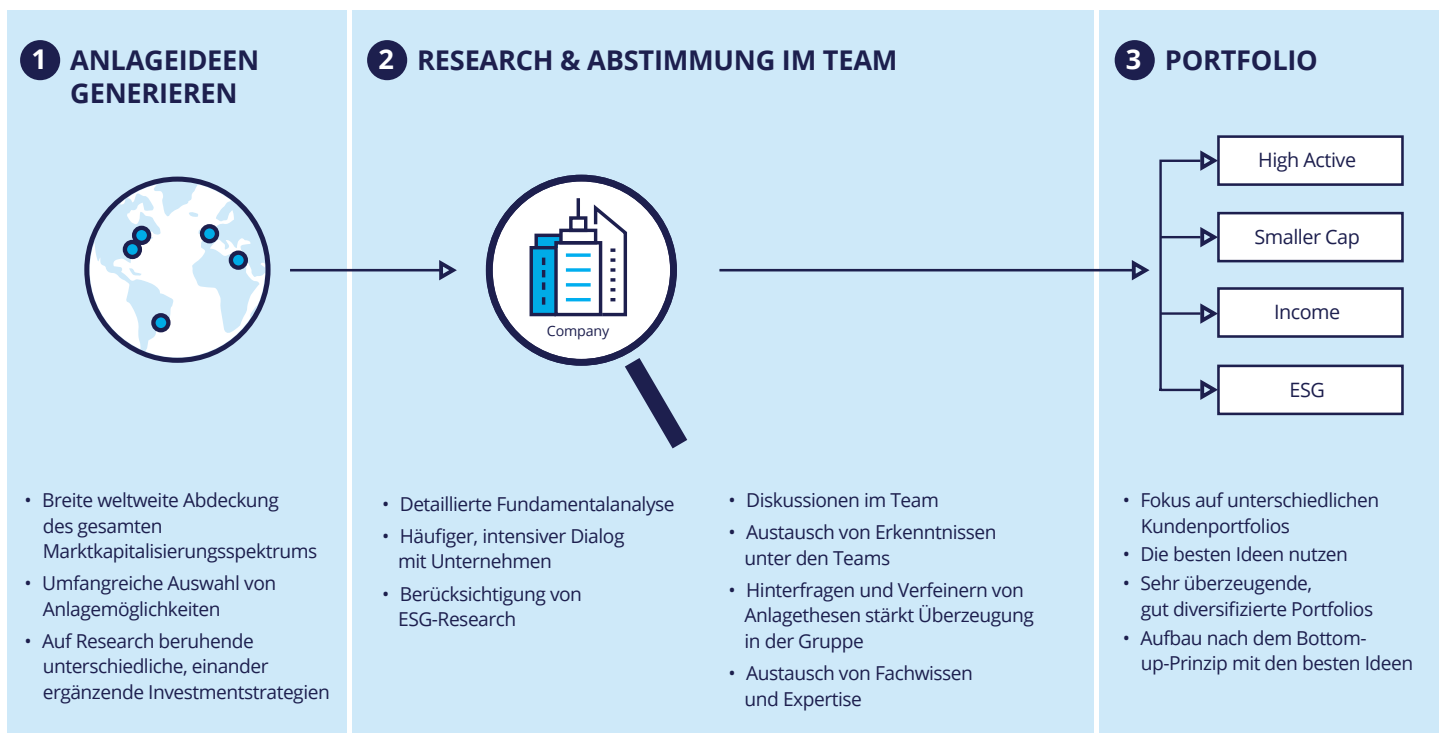 1 ANLAGEIDEEN
GENERIEREN
• Breite weltweite Abdeckung
des gesamten
Marktkapitalisierungsspektrums
• Umfangreiche Auswahl von
Anlagemöglichkeiten
• Auf Research beruhende
unterschiedliche, einander
ergänzende Investmentstrategien
2 RESEARCH & ABSTIMMUNG IM TEAM
Company
• Detaillierte Fundamentalanalyse
• Häufiger, intensiver Dialog
mit Unternehmen
• Berücksichtigung von
ESG-Research
• Diskussionen im Team
• Austausch von Erkenntnissen
unter den Teams
• Hinterfragen und Verfeinern von
Anlagethesen stärkt Überzeugung
in der Gruppe
• Austausch von Fachwissen
und Expertise
3 PORTFOLIO
High Active
Smaller Cap
Income
ESG
• Fokus auf unterschiedlichen
Kundenportfolios
• Die besten Ideen nutzen
• Sehr überzeugende,
gut diversifizierte Portfolios
• Aufbau nach dem Bottom-
up-Prinzip mit den besten Ideen